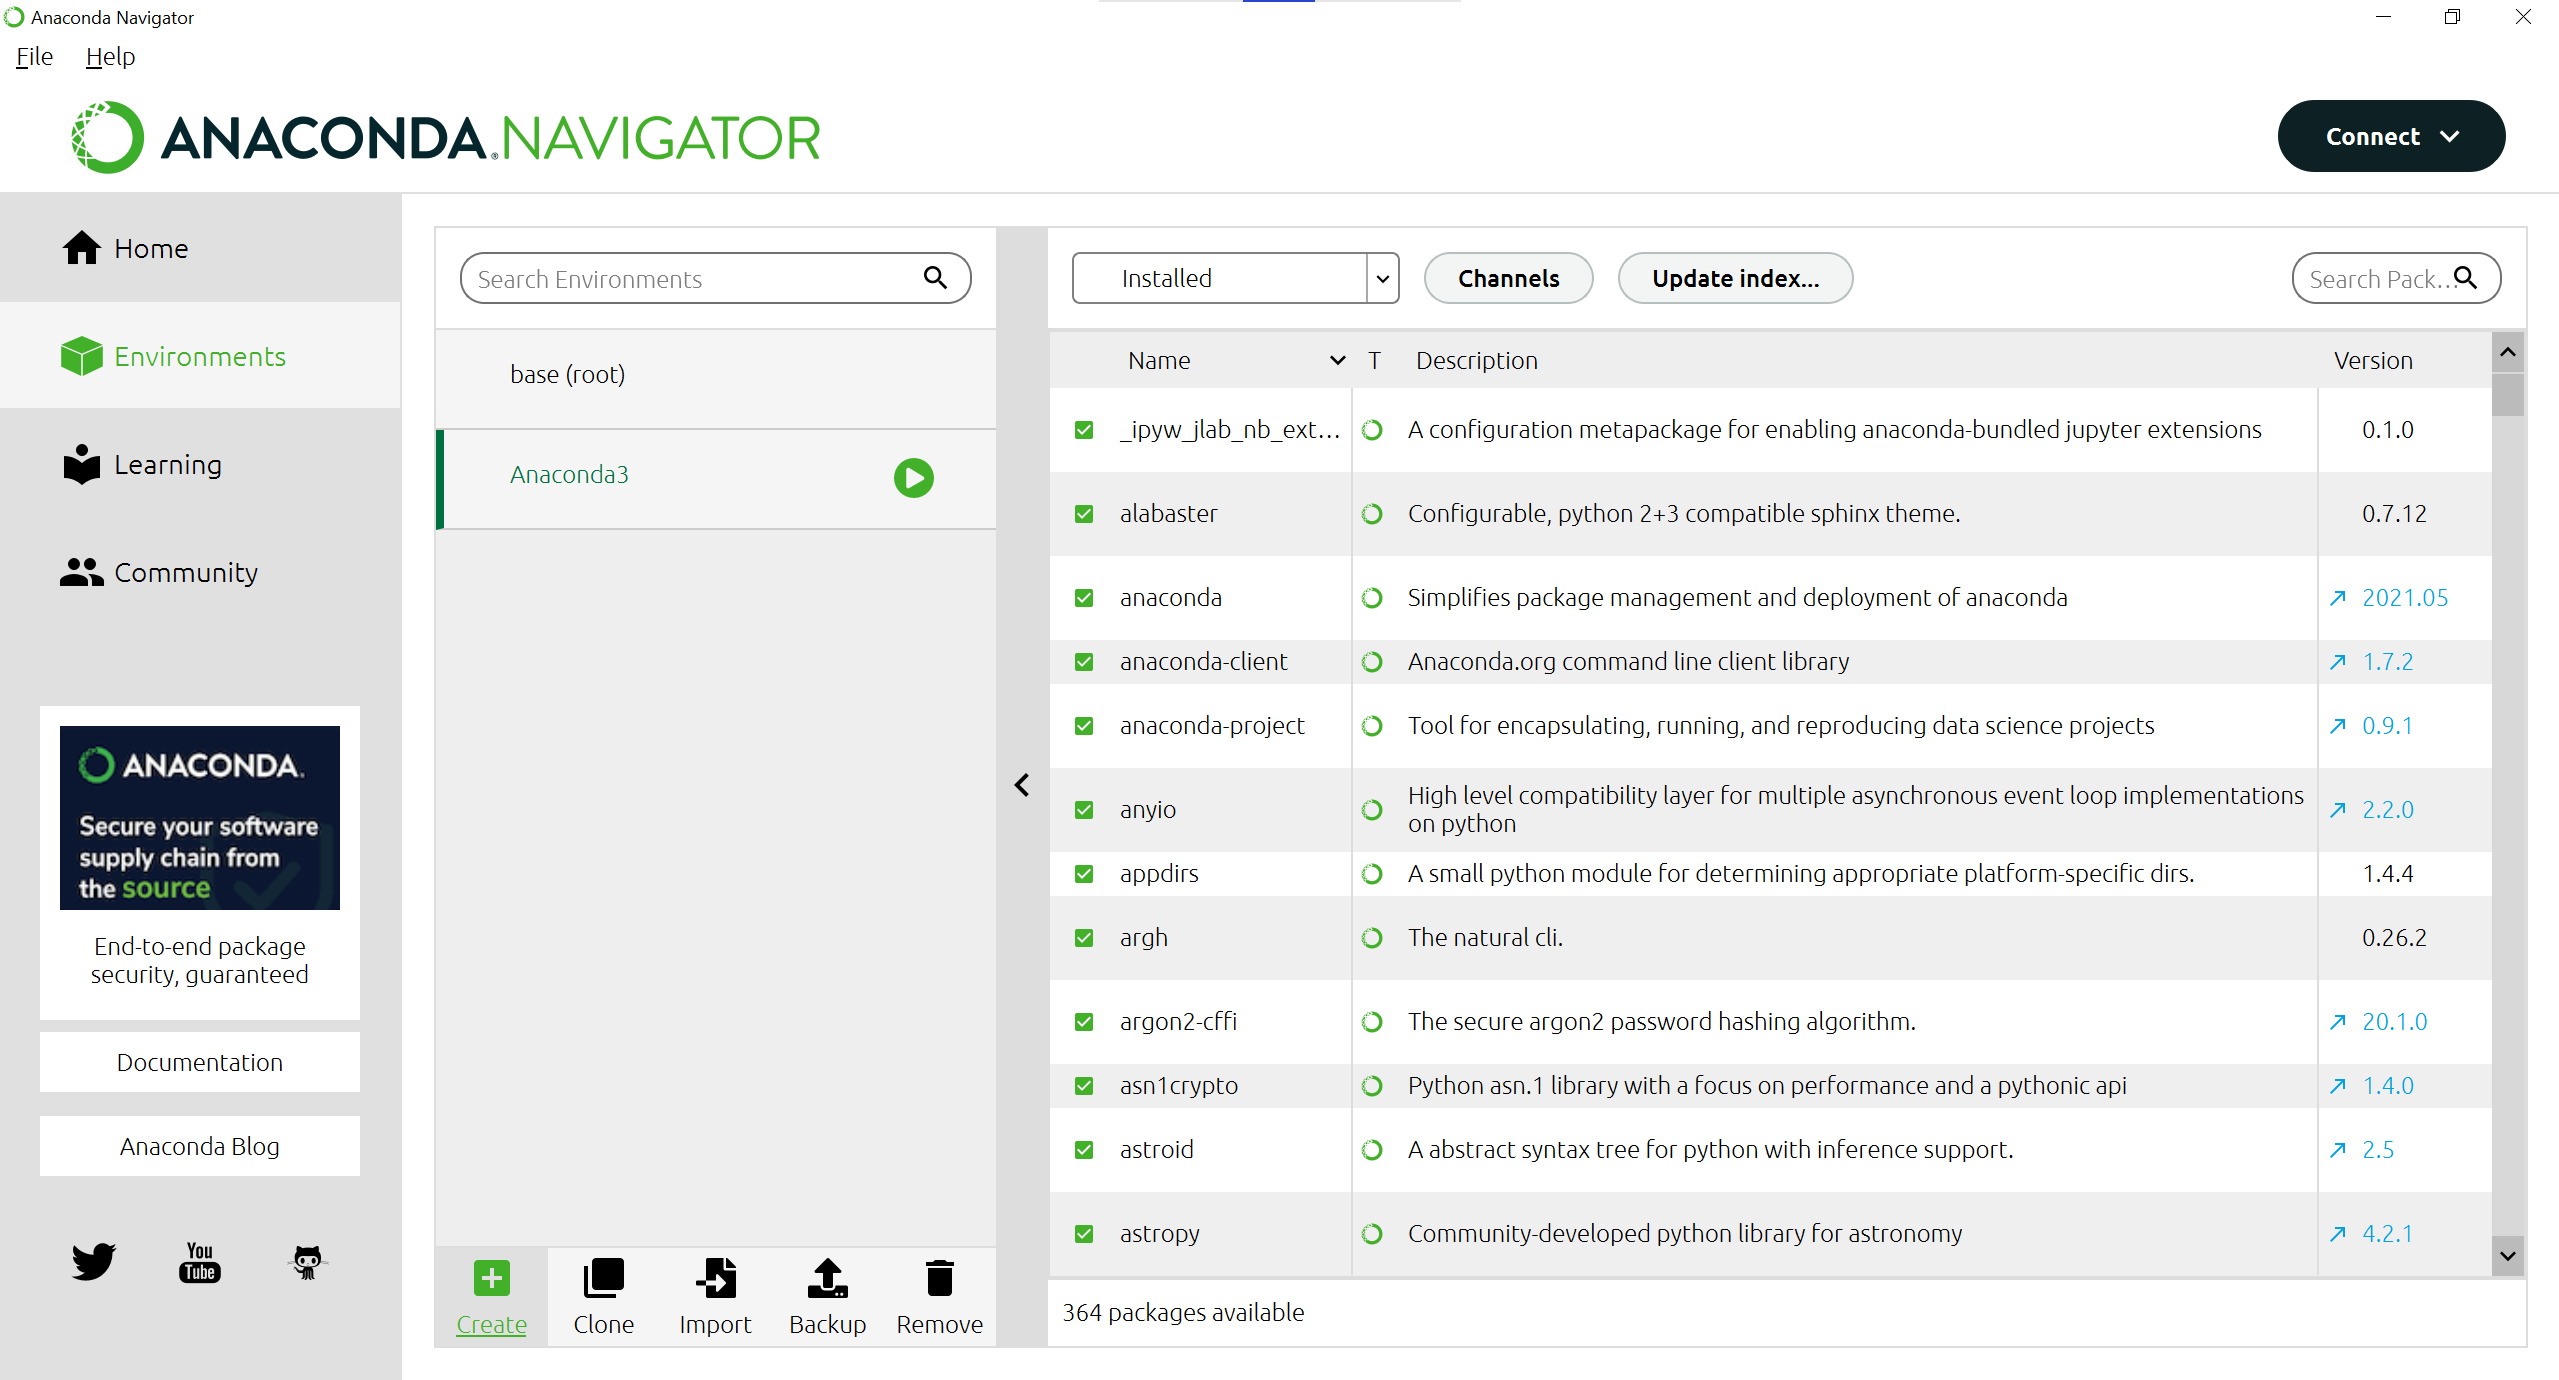 Anaconda Navigator
File Help
ANACONDA.NAVIGATOR
Connect
Home
Environments
Learning
Community
ANACONDA.
Secure your software
supply chain from
the source
End-to-end package
security, guaranteed
Documentation
Anaconda Blog
You
Tube
Search Environments
base (root)
Anaconda3
Create Clone Import Backup Remove
Installed Channels Update index... Search Pack...
Name T Description Version
_ipyw_jlab_nb_ext... A configuration metapackage for enabling anaconda-bundled jupyter extensions 0.1.0
alabaster Configurable, python 2+3 compatible sphinx theme. 0.7.12
anaconda Simplifies package management and deployment of anaconda 2021.05
anaconda-client Anaconda.org command line client library 1.7.2
anaconda-project Tool for encapsulating, running, and reproducing data science projects 0.9.1
anyio High level compatibility layer for multiple asynchronous event loop implementations
on python 2.2.0
appdirs A small python module for determining appropriate platform-specific dirs. 1.4.4
argh The natural cli. 0.26.2
argon2-cffi The secure argon2 password hashing algorithm. 20.1.0
asn1crypto Python asn.1 library with a focus on performance and a pythonic api 1.4.0
astroid A abstract syntax tree for python with inference support. 2.5
astropy Community-developed python library for astronomy 4.2.1
364 packages available